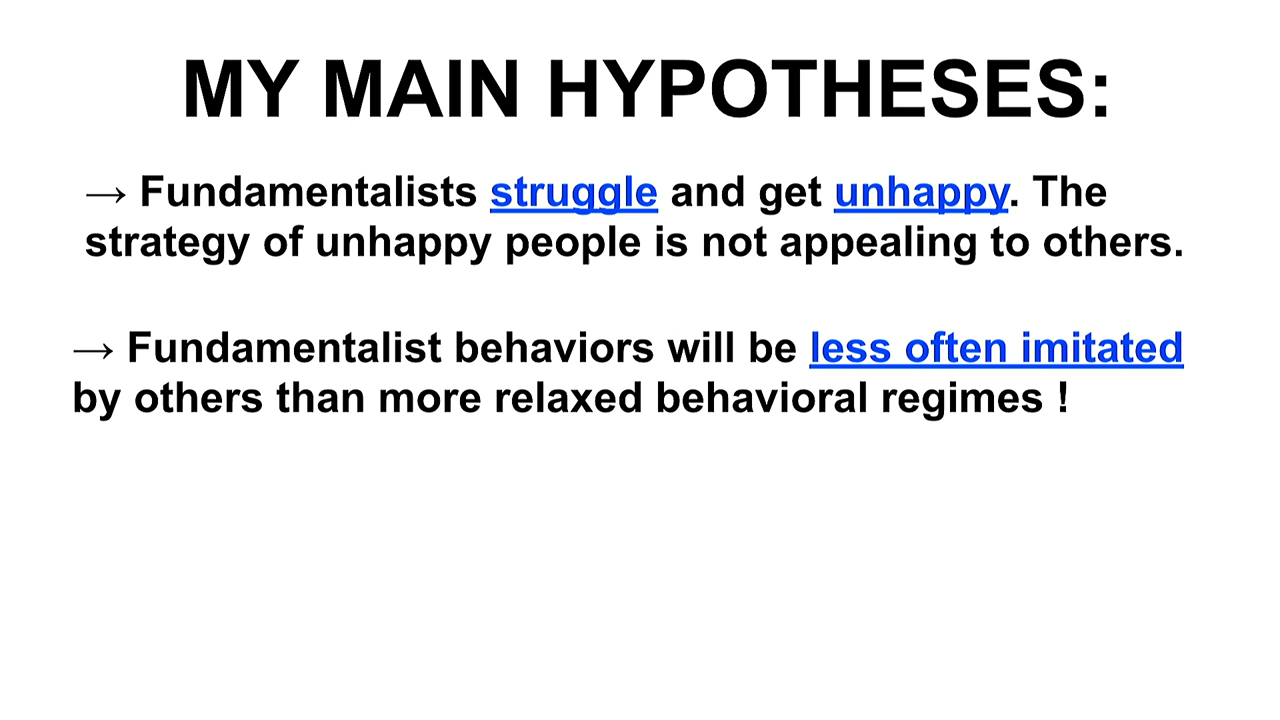 MY MAIN HYPOTHESES:
→ Fundamentalists struggle and get unhappy. The
strategy of unhappy people is not appealing to others.
→ Fundamentalist behaviors will be less often imitated
by others than more relaxed behavioral regimes !